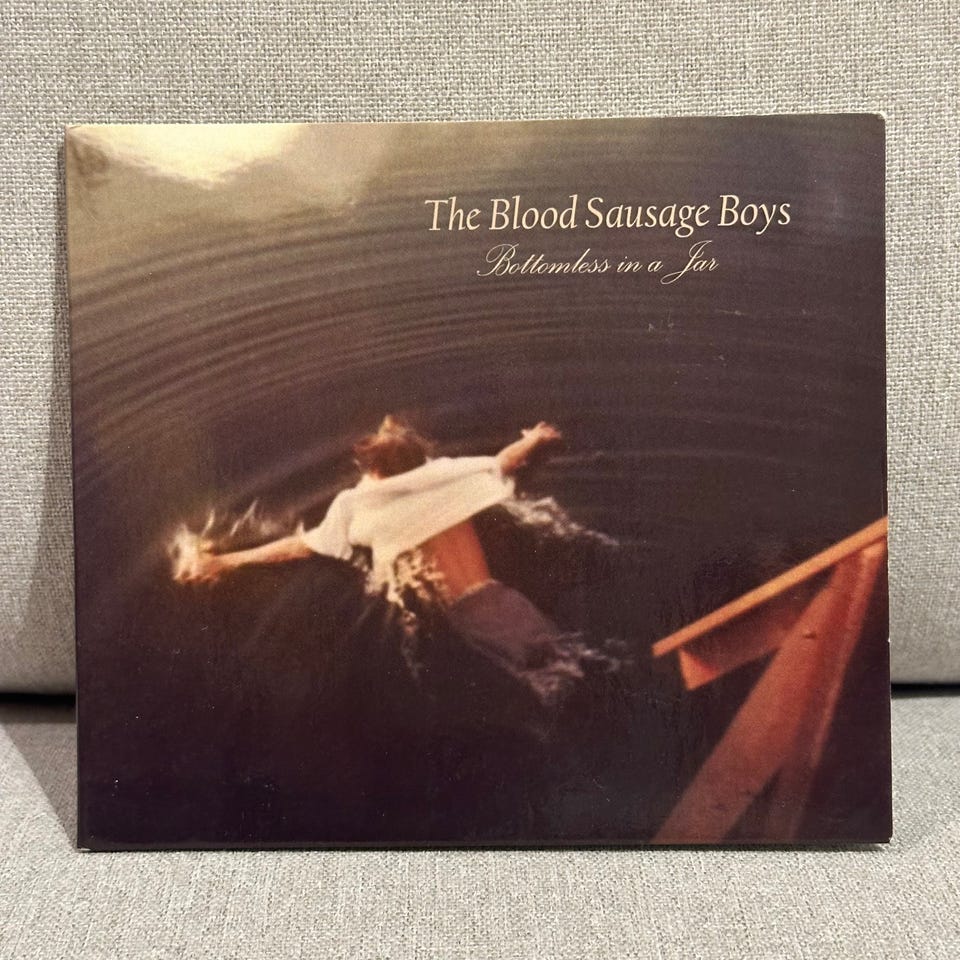 The Blood Sausage Boys
Bottomless in a Jar